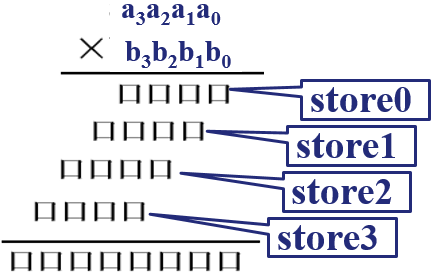 a₃a₂a₁a₀
× b₃b₂b₁b₀
□ □ □ □ store0
□ □ □ □ store1
□ □ □ □ store2
□ □ □ □ store3
□ □ □ □ □ □ □ □